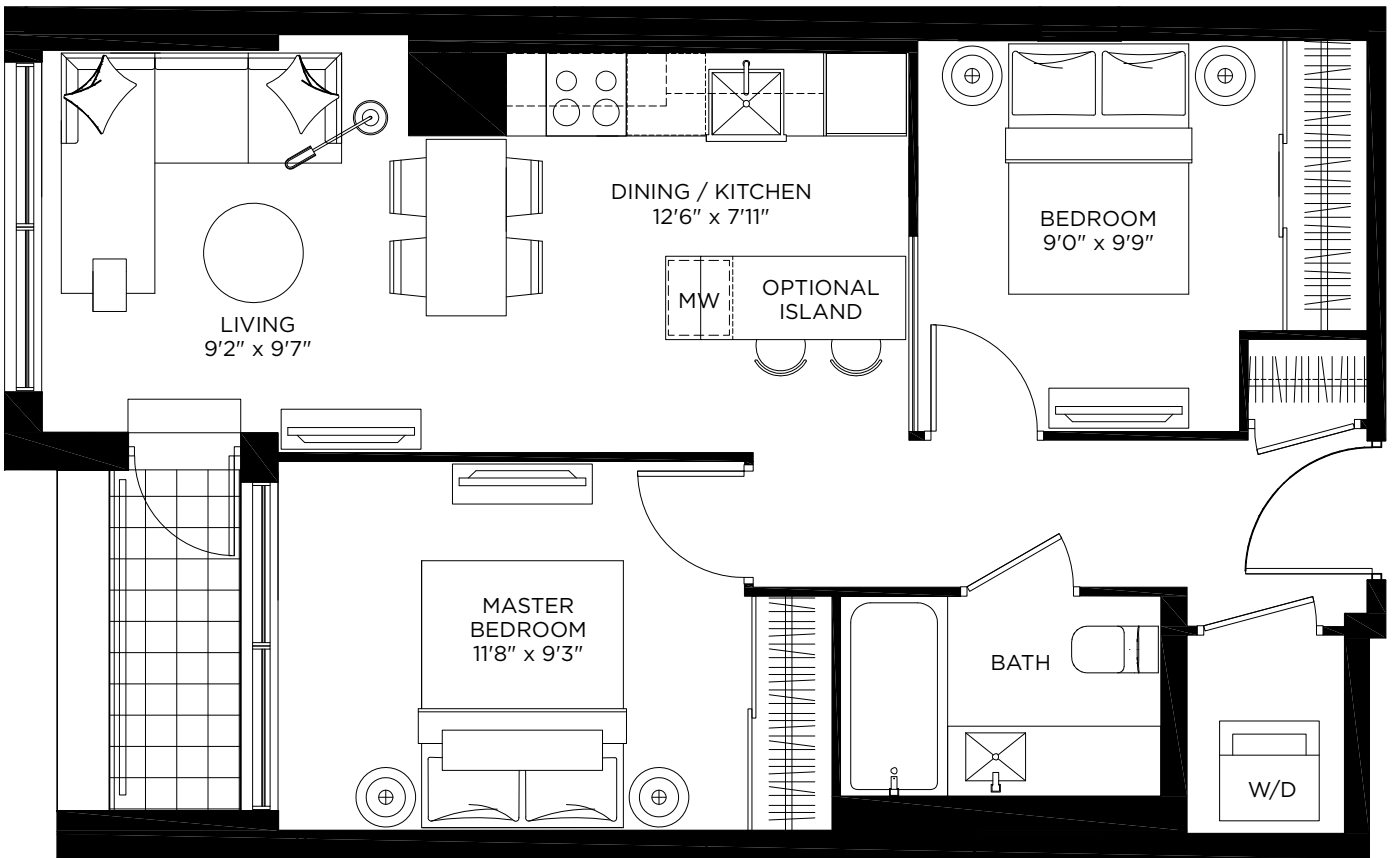 DINING / KITCHEN
12'6" x 7'11"
BEDROOM
9'0" x 9'9"
MW
OPTIONAL
ISLAND
LIVING
9'2" x 9'7"
MASTER
BEDROOM
11'8" x 9'3"
BATH
W/D